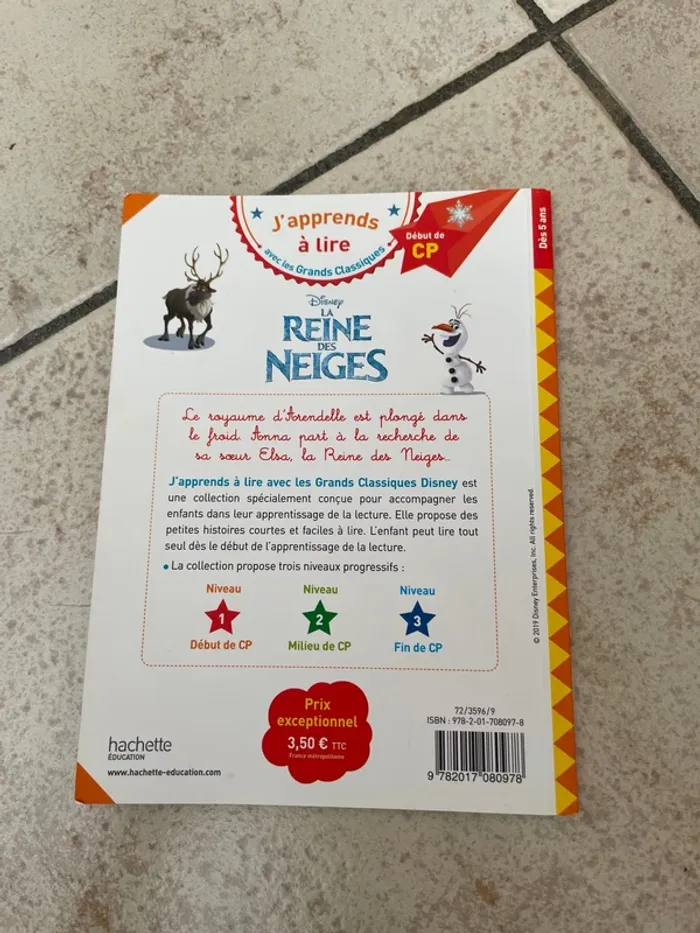 J'apprends
à lire
avec les Grands Classiques
Début de
CP
Dès 5 ans
Disney
LA
REINE
DES
NEIGES
Le royaume d'Arendelle est plongé dans
le froid. Anna part à la recherche de
sa sœur Elsa, la Reine des Neiges...
J'apprends à lire avec les Grands Classiques Disney est
une collection spécialement conçue pour accompagner les
enfants dans leur apprentissage de la lecture. Elle propose des
petites histoires courtes et faciles à lire. L'enfant peut lire tout
seul dès le début de l'apprentissage de la lecture.
• La collection propose trois niveaux progressifs :
Niveau Niveau Niveau
1 2 3
Début de CP Milieu de CP Fin de CP
© 2019 Disney Enterprises, Inc. All rights reserved.
Prix
exceptionnel
3,50 € TTC
France métropolitaine
hachette
ÉDUCATION
www.hachette-education.com
72/3596/9
ISBN : 978-2-01-708097-8
9 782017 080978